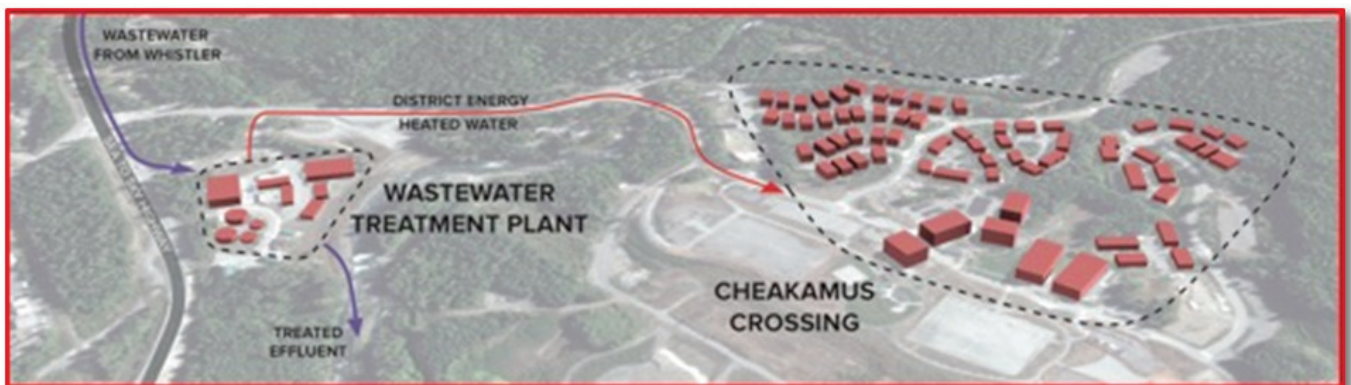 WASTEWATER
FROM WHISTLER
DISTRICT ENERGY
HEATED WATER
WASTEWATER
TREATMENT PLANT
CHEAKAMUS
CROSSING
TREATED
EFFLUENT